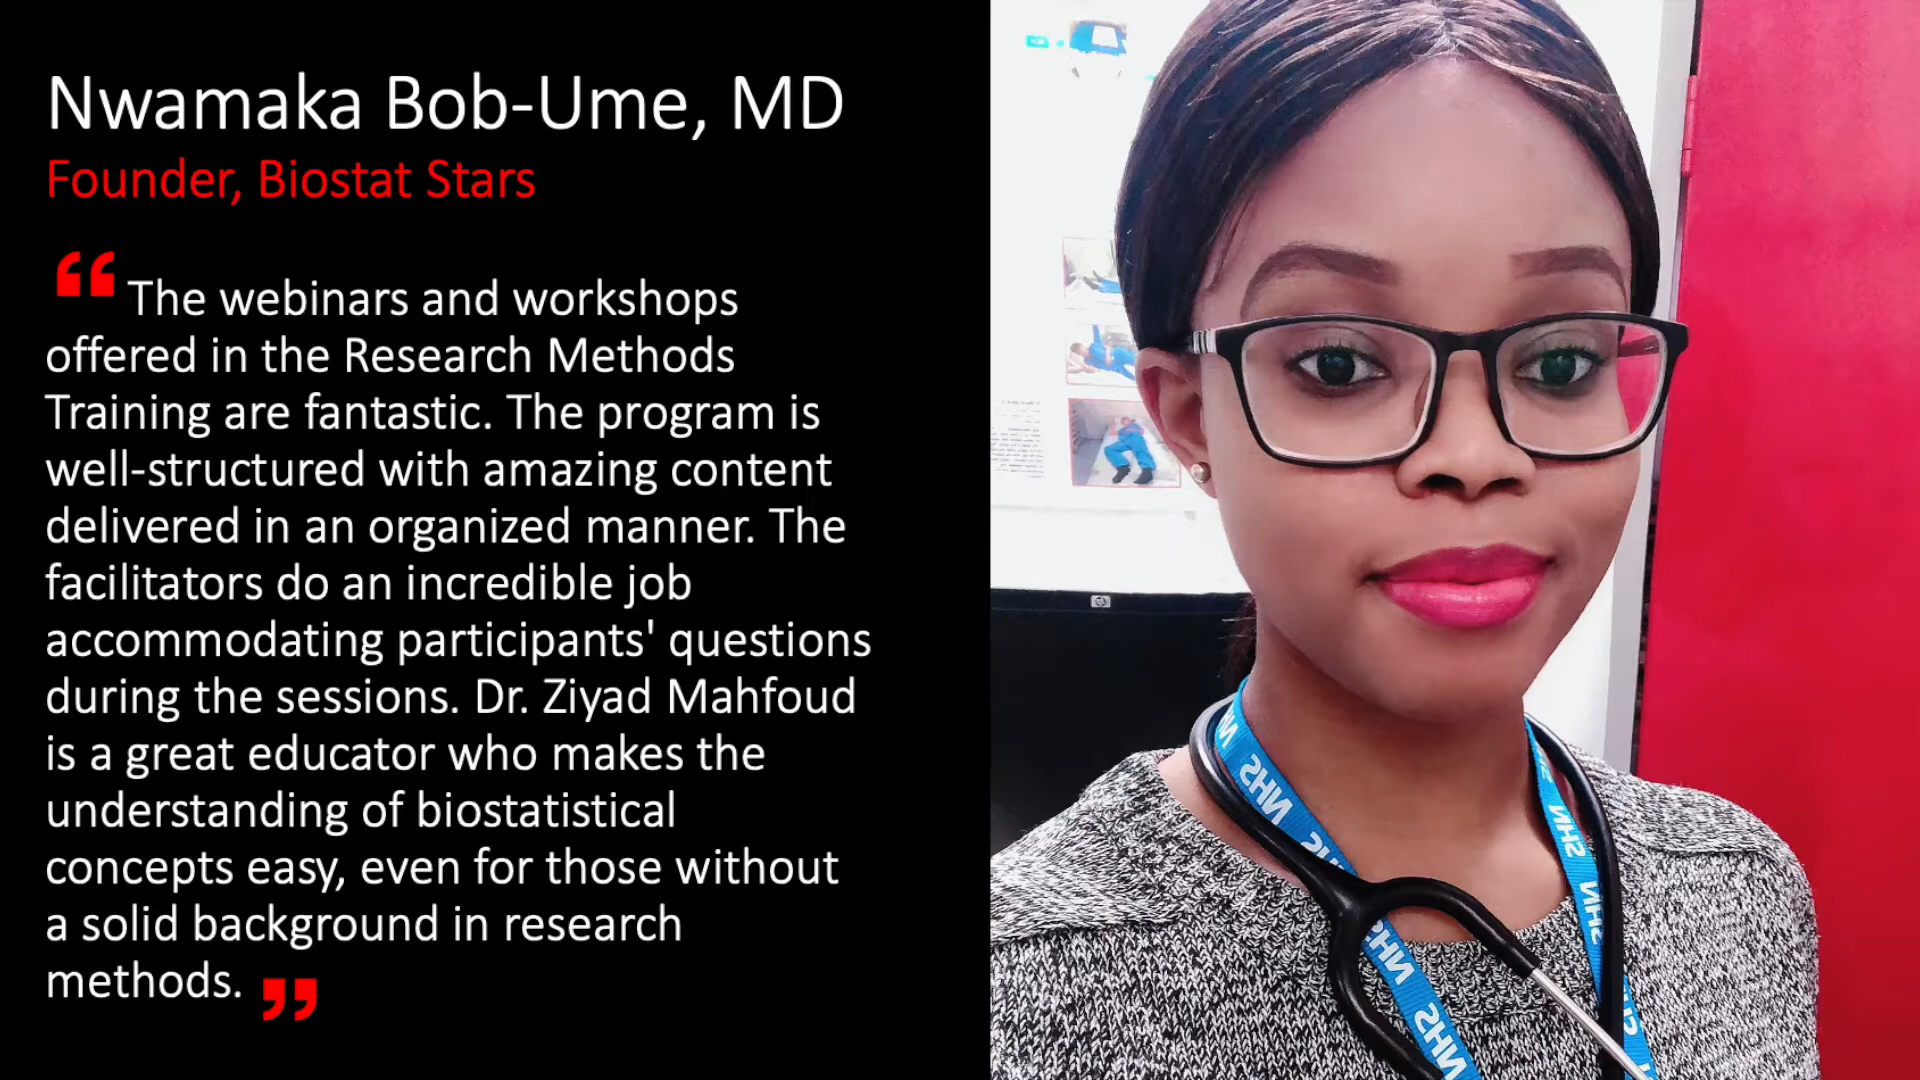 Nwamaka Bob-Ume, MD
Founder, Biostat Stars
“ The webinars and workshops
offered in the Research Methods
Training are fantastic. The program is
well-structured with amazing content
delivered in an organized manner. The
facilitators do an incredible job
accommodating participants' questions
during the sessions. Dr. Ziyad Mahfoud
is a great educator who makes the
understanding of biostatistical
concepts easy, even for those without
a solid background in research
methods. ”
hp
NHS
NHS
NHS
NHS
NHS
NHS